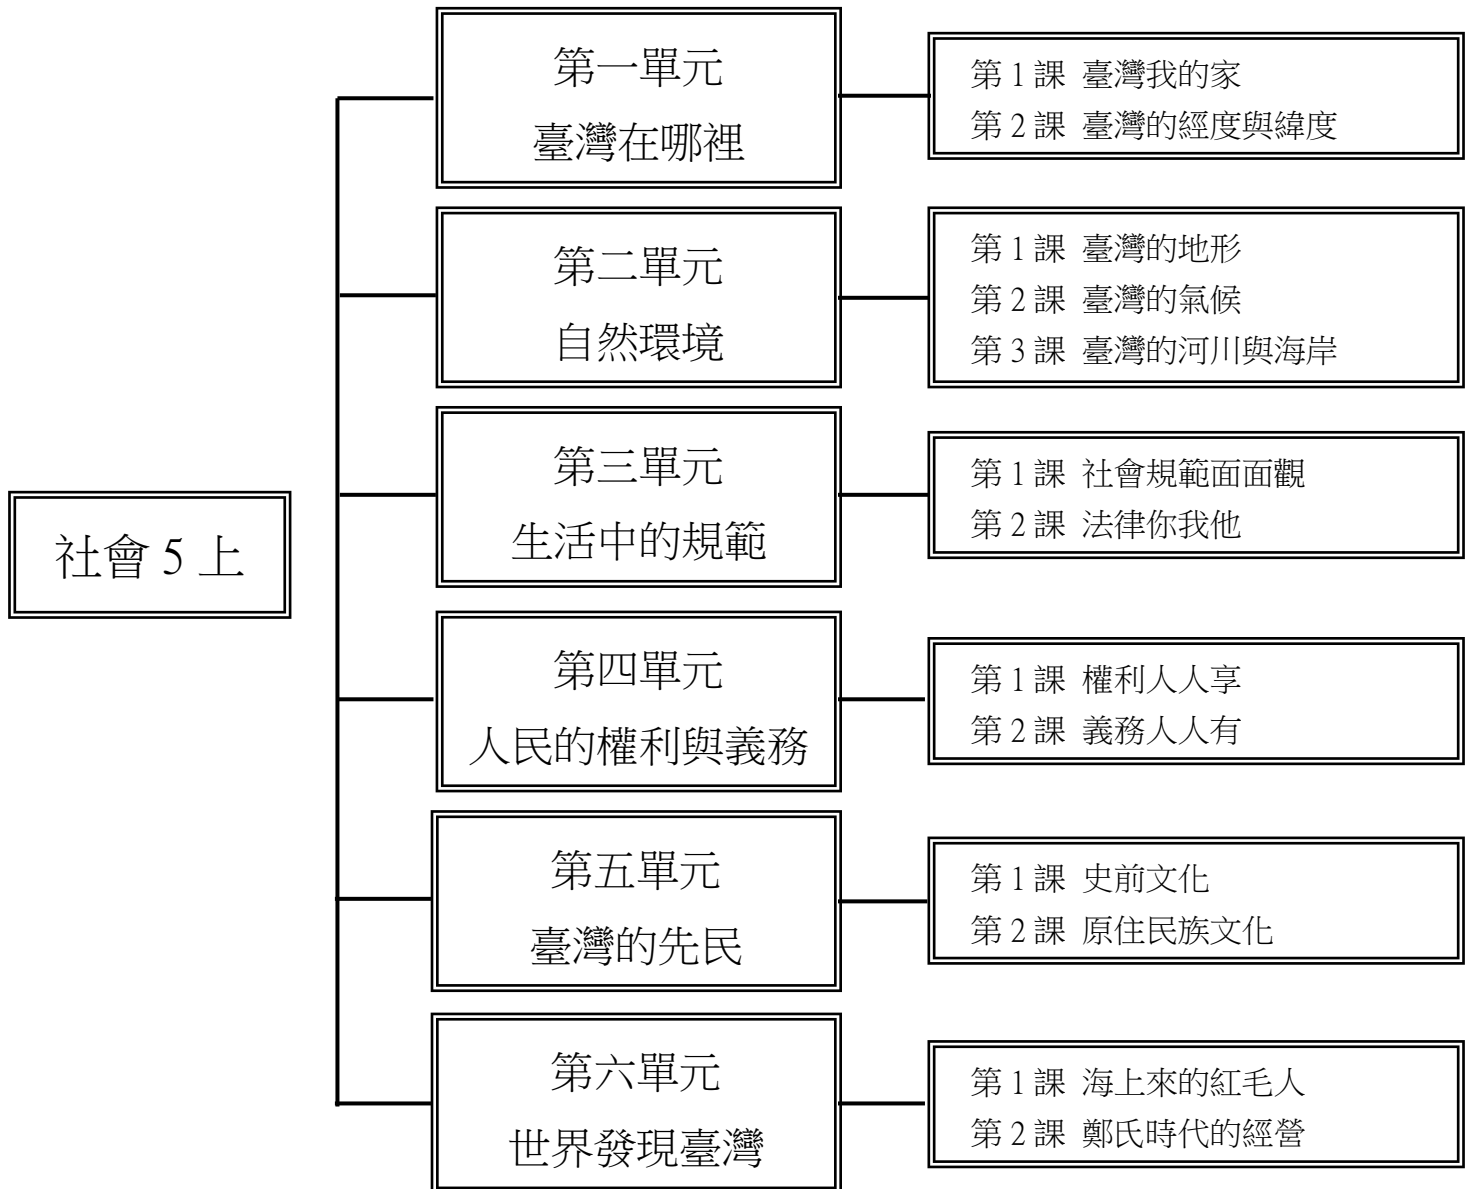 社會 5 上
第一單元
臺灣在哪裡
第 1 課 臺灣我的家
第 2 課 臺灣的經度與緯度
第二單元
自然環境
第 1 課 臺灣的地形
第 2 課 臺灣的氣候
第 3 課 臺灣的河川與海岸
第三單元
生活中的規範
第 1 課 社會規範面面觀
第 2 課 法律你我他
第四單元
人民的權利與義務
第 1 課 權利人人享
第 2 課 義務人人有
第五單元
臺灣的先民
第 1 課 史前文化
第 2 課 原住民族文化
第六單元
世界發現臺灣
第 1 課 海上來的紅毛人
第 2 課 鄭氏時代的經營